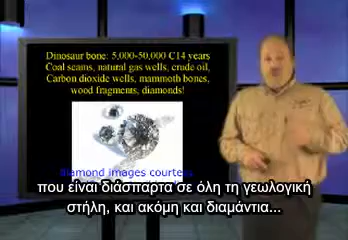 Dinosaur bone: 5,000-50,000 C14 years
Coal seams, natural gas wells, crude oil,
Carbon dioxide wells, mammoth bones,
wood fragments, diamonds!
diamond images courtesy
που είναι διάσπαρτα σε όλη τη γεωλογική
στήλη, και ακόμη και διαμάντια...